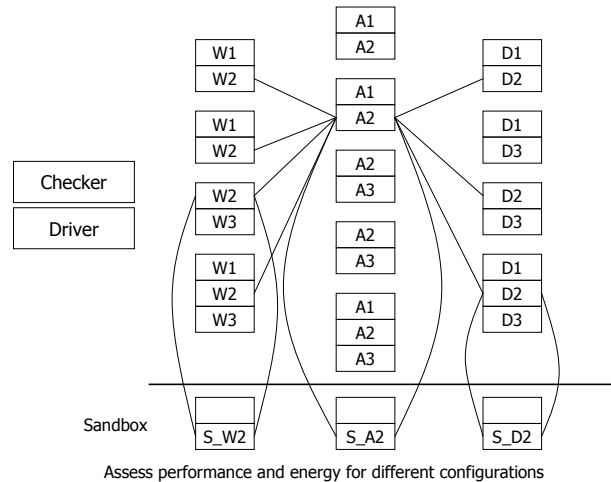 W1
W2
W1
W2
W2
W3
W1
W2
W3
A1
A2
A1
A2
A2
A3
A2
A3
A1
A2
A3
D1
D2
D1
D3
D2
D3
D1
D2
D3
Checker
Driver
Sandbox
S_W2
S_A2
S_D2
Assess performance and energy for different configurations